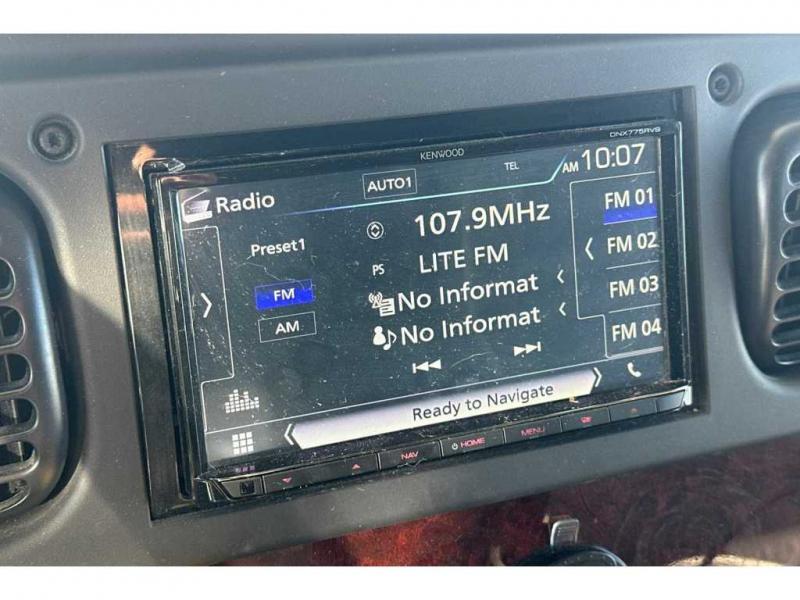 DNX775RVS
KENWOOD
Radio
AUTO1
TEL
AM 10:07
Preset1
107.9MHz
FM 01
PS
LITE FM
FM 02
FM
No Informat
FM 03
AM
No Informat
FM 04
Ready to Navigate
NAV
HOME
MENU